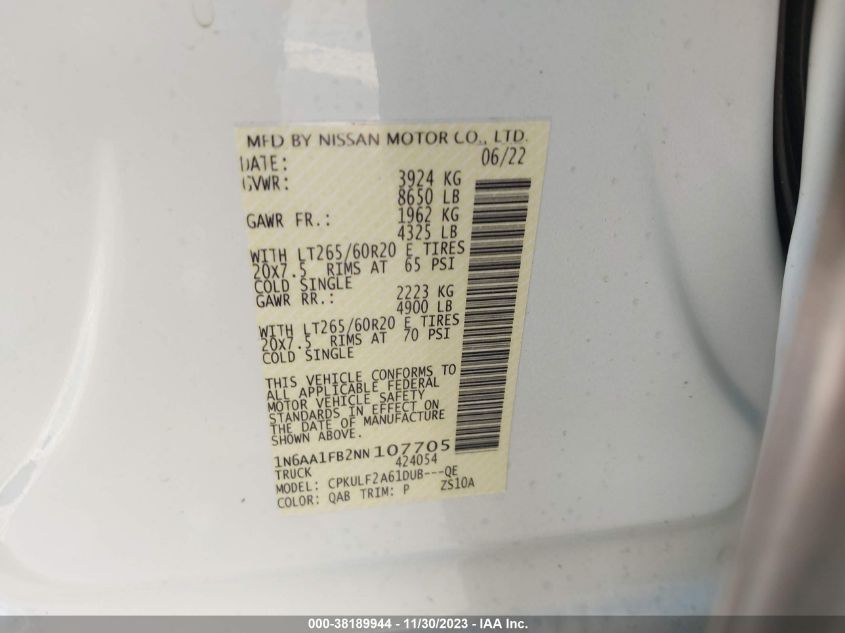 MFD BY NISSAN MOTOR CO., LTD.
DATE: 06/22
GVWR: 3924 KG
8650 LB
GAWR FR.: 1962 KG
4325 LB
WITH LT265/60R20 E TIRES
20X7.5 RIMS AT 65 PSI
COLD SINGLE
GAWR RR.: 2223 KG
4900 LB
WITH LT265/60R20 E TIRES
20X7.5 RIMS AT 70 PSI
COLD SINGLE
THIS VEHICLE CONFORMS TO
ALL APPLICABLE FEDERAL
MOTOR VEHICLE SAFETY
STANDARDS IN EFFECT ON
THE DATE OF MANUFACTURE
SHOWN ABOVE.
1N6AA1FB2NN107705
TRUCK 424054
MODEL: CPKULF2A61DUB---QE
COLOR: QAB TRIM: P ZS10A
000-38189944 - 11/30/2023 - Copyright IAA, Inc.